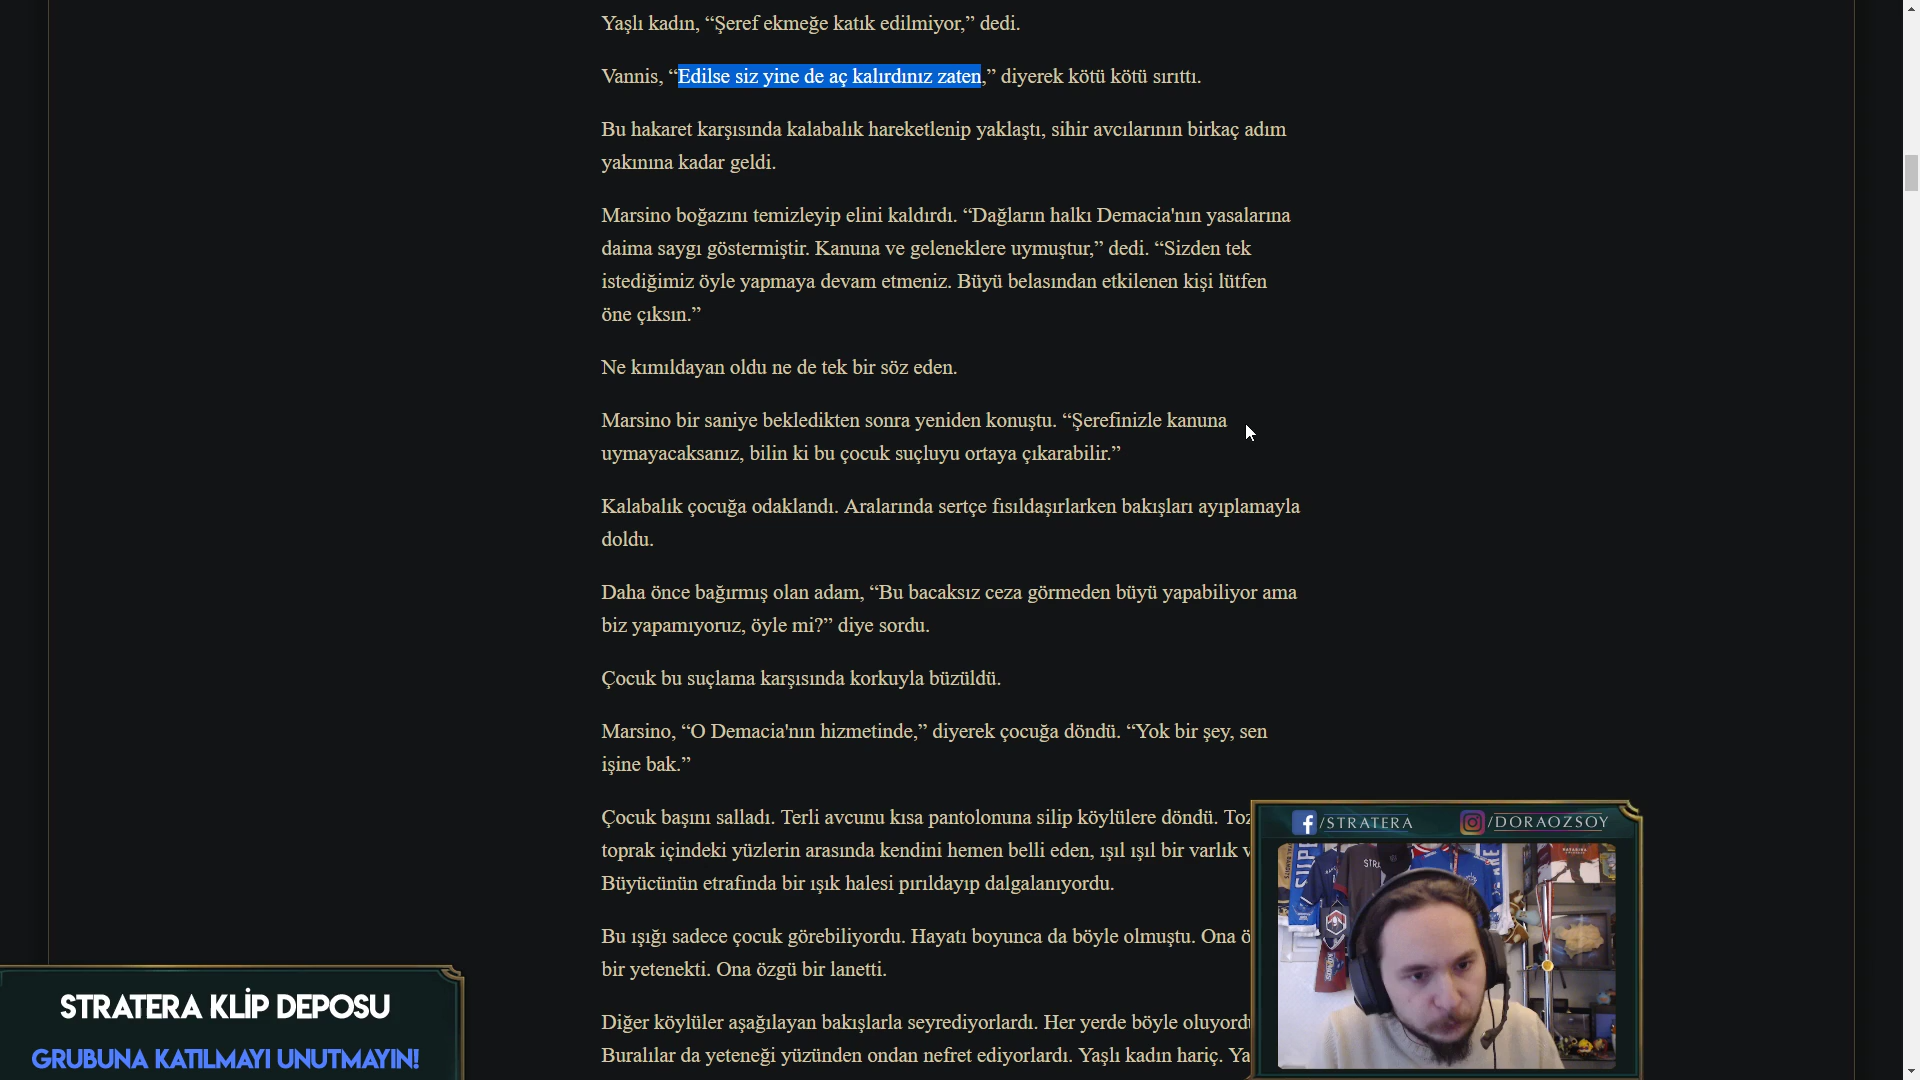 Yaşlı kadın, “Şeref ekmeğe katık edilmiyor,” dedi.
Vannis, “Edilse siz yine de aç kalırdınız zaten,” diyerek kötü kötü sırıttı.
Bu hakaret karşısında kalabalık hareketlenip yaklaştı, sihir avcılarının birkaç adım
yakınına kadar geldi.
Marsino boğazını temizleyip elini kaldırdı. “Dağların halkı Demacia'nın yasalarına
daima saygı göstermiştir. Kanuna ve geleneklere uymuştur,” dedi. “Sizden tek
istediğimiz öyle yapmaya devam etmeniz. Büyü belasından etkilenen kişi lütfen
öne çıksın.”
Ne kımıldayan oldu ne de tek bir söz eden.
Marsino bir saniye bekledikten sonra yeniden konuştu. “Şerefinizle kanuna
uymayacaksanız, bilin ki bu çocuk suçluyu ortaya çıkarabilir.”
Kalabalık çocuğa odaklandı. Aralarında sertçe fısıldaşırlarken bakışları ayıplamayla
doldu.
Daha önce bağırmış olan adam, “Bu bacaksız ceza görmeden büyü yapabiliyor ama
biz yapamıyoruz, öyle mi?” diye sordu.
Çocuk bu suçlama karşısında korkuyla büzüldü.
Marsino, “O Demacia'nın hizmetinde,” diyerek çocuğa döndü. “Yok bir şey, sen
işine bak.”
Çocuk başını salladı. Terli avcunu kısa pantolonuna silip köylülere döndü. Toz
toprak içindeki yüzlerin arasında kendini hemen belli eden, ışıl ışıl bir varlık
Büyücünün etrafında bir ışık halesi pırıldayıp dalgalanıyordu.
Bu ışığı sadece çocuk görebiliyordu. Hayatı boyunca da böyle olmuştu. Ona
bir yetenekti. Ona özgü bir lanetti.
Diğer köylüler aşağılayan bakışlarla seyrediyorlardı. Her yerde böyle
Buralılar da yeteneği yüzünden ondan nefret ediyorlardı. Yaşlı kadın hariç.
/STRATERA
/DORAOZSOY
STRATERA KLİP DEPOSU
GRUBUNA KATILMAYI UNUTMAYIN!